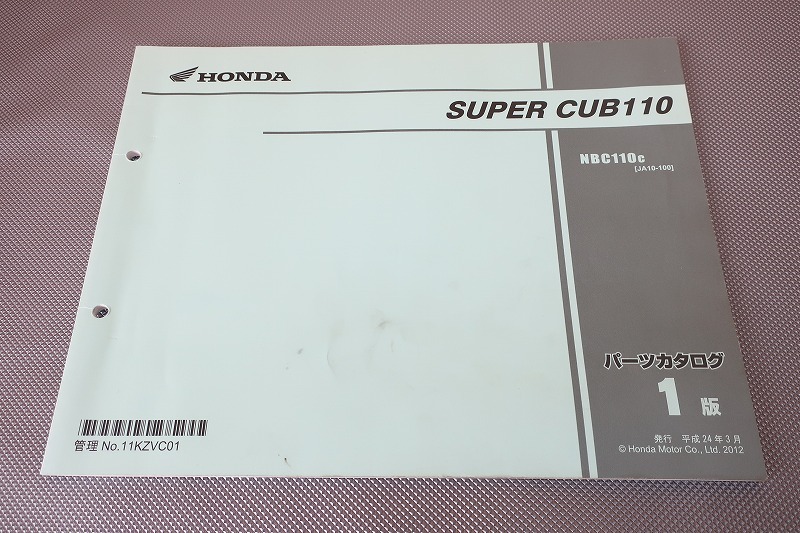 HONDA
SUPER CUB110
NBC110C
[JA10-100]
パーツカタログ
1 版
発行 平成24年3月
© Honda Motor Co., Ltd. 2012
管理 No.11KZVC01